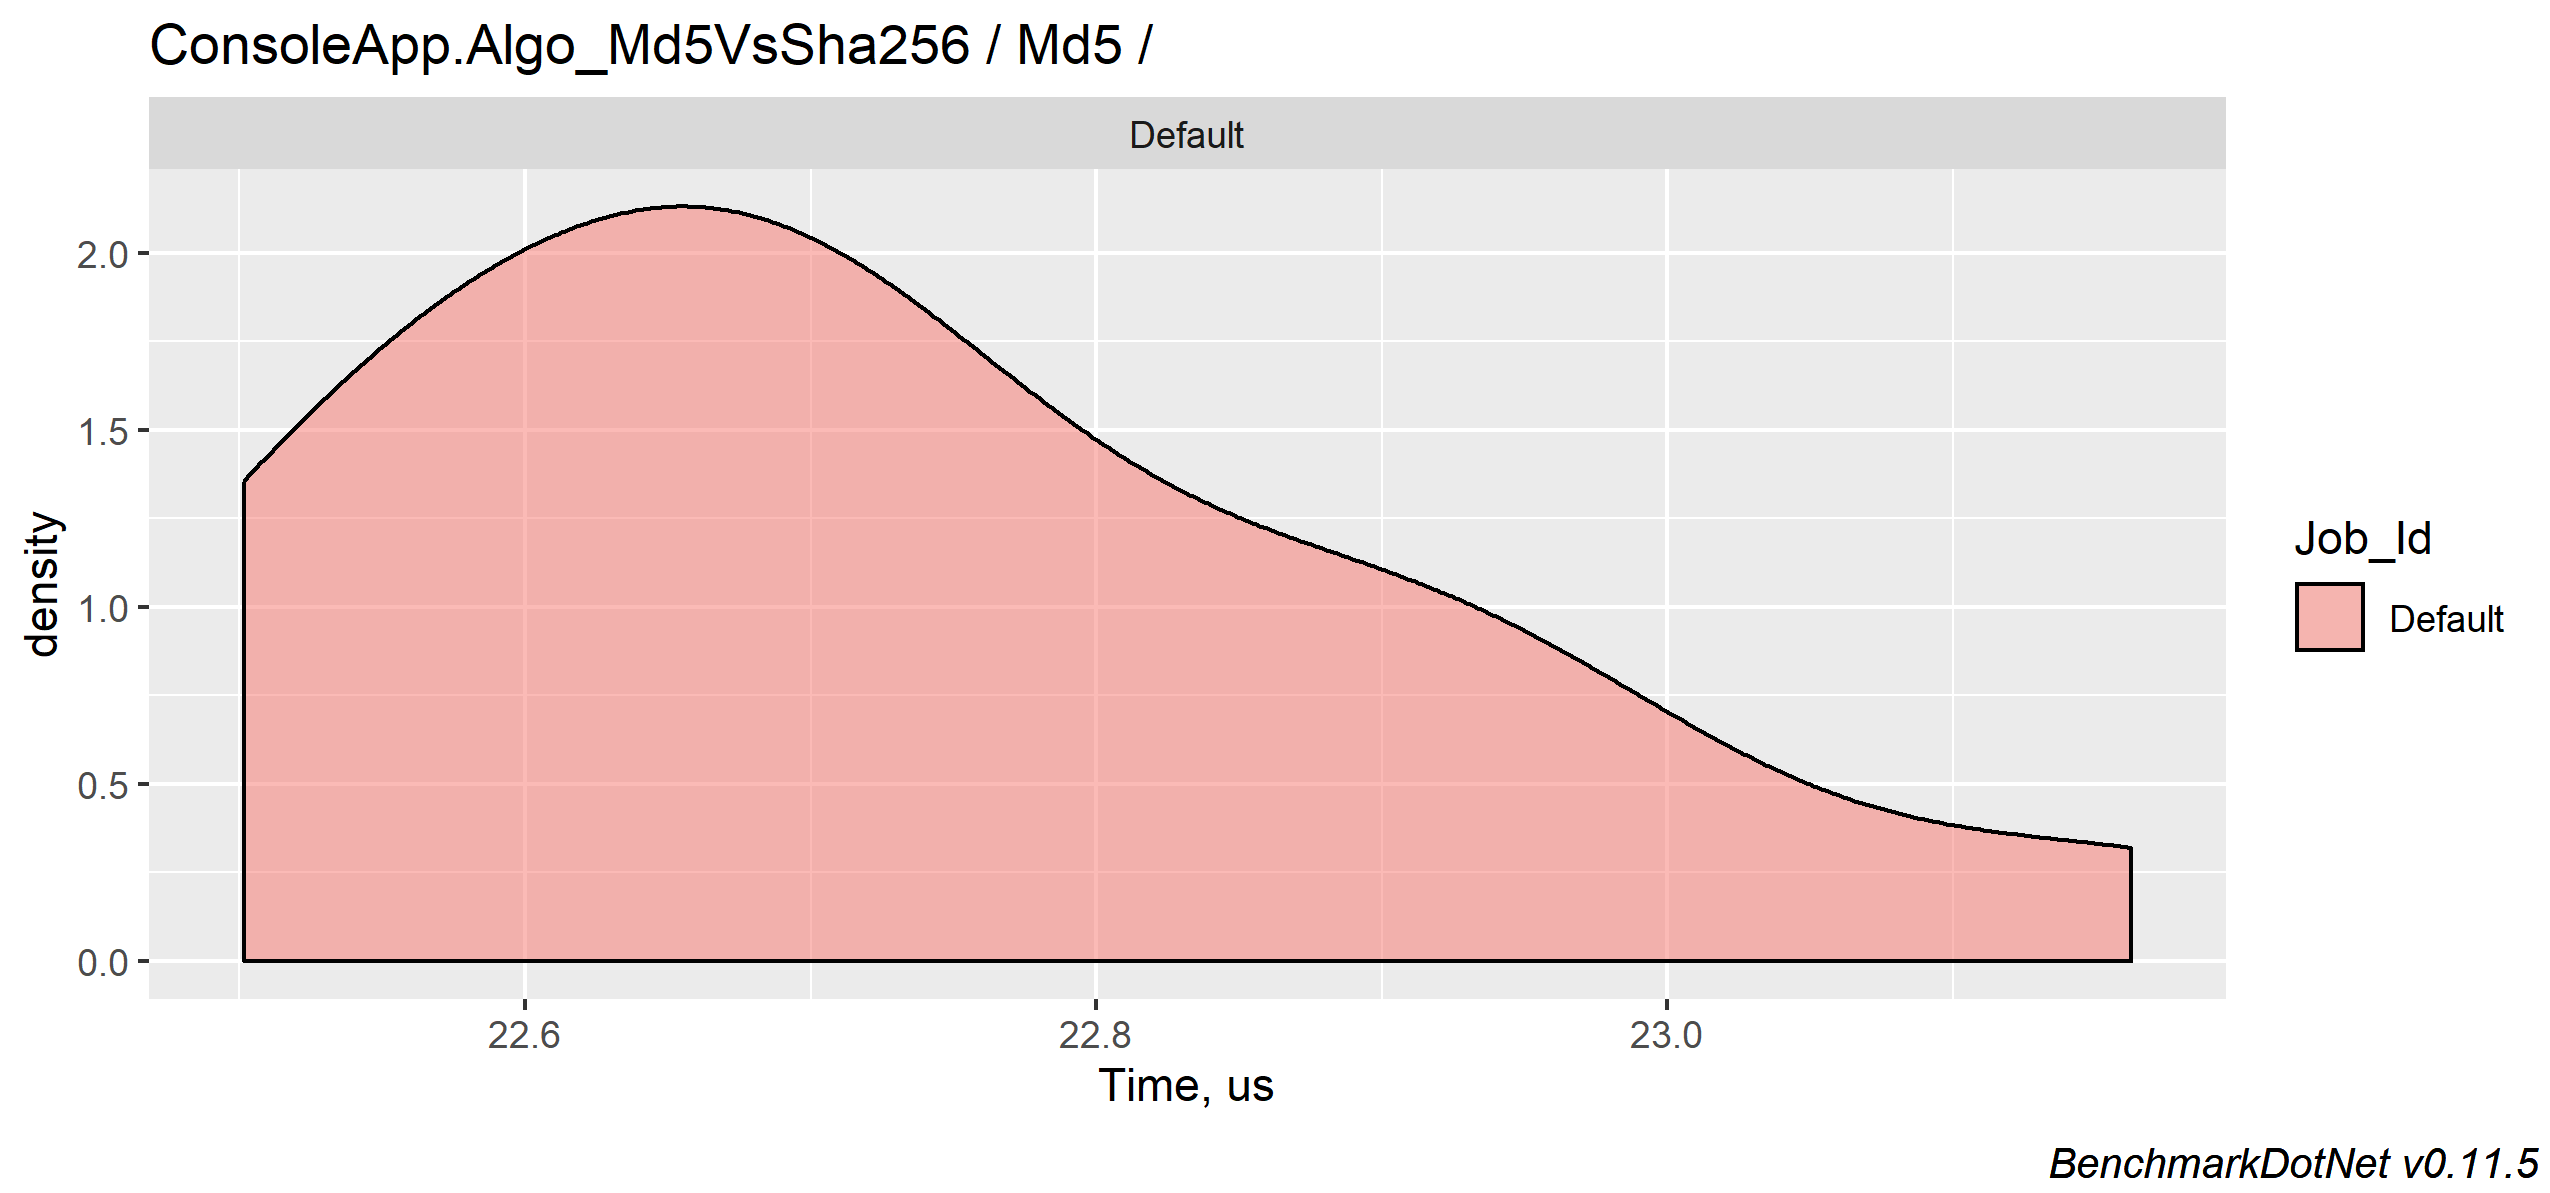 ConsoleApp.Algo_Md5VsSha256 / Md5 /
Default
2.0
1.5
1.0
0.5
0.0
density
22.6
22.8
23.0
Time, us
Job_Id
Default
BenchmarkDotNet v0.11.5